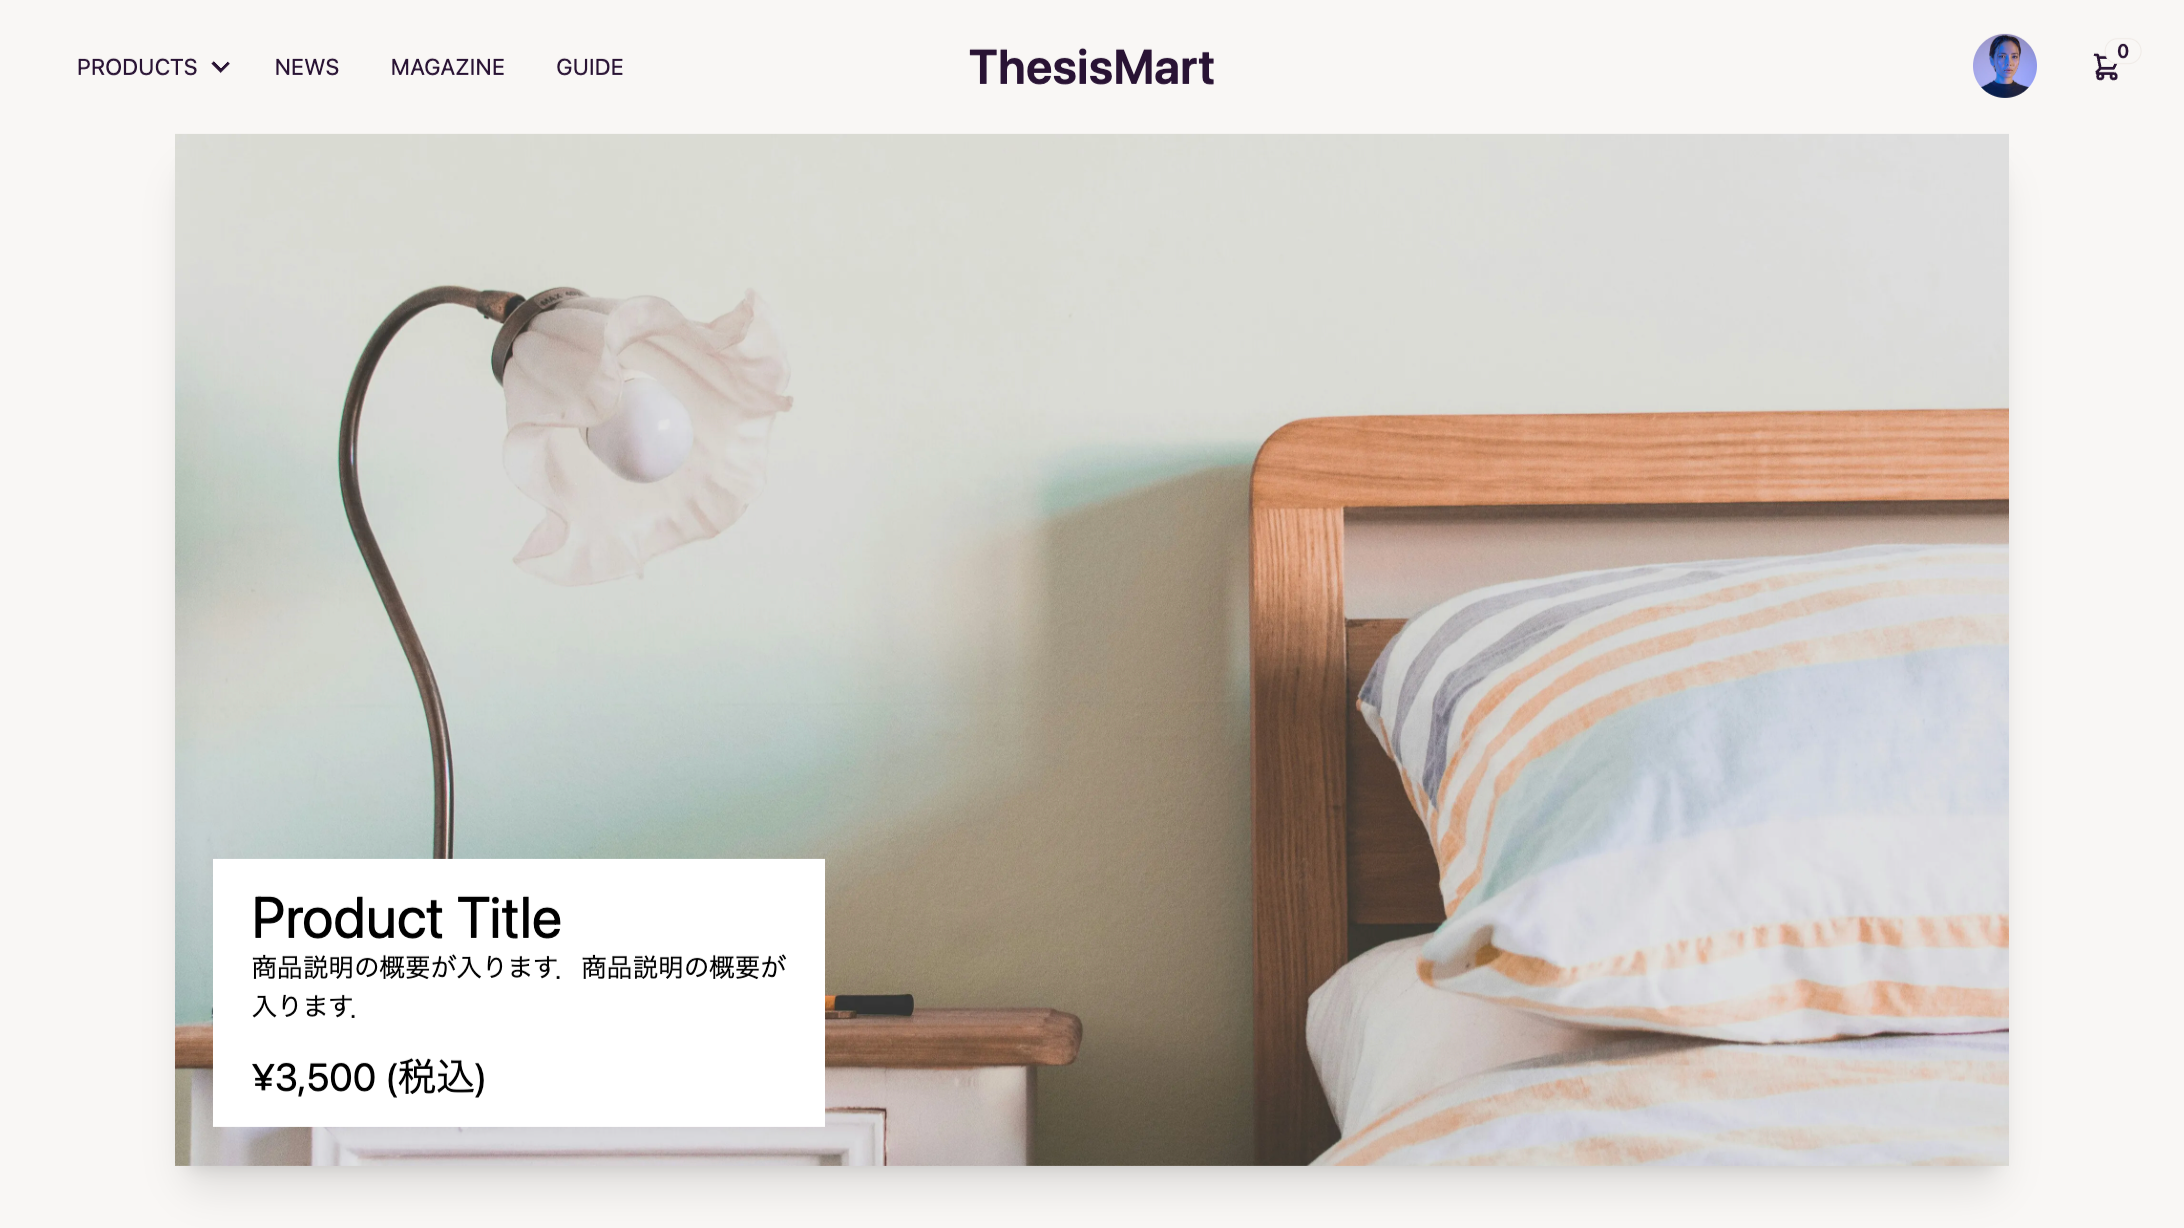 PRODUCTS
NEWS
MAGAZINE
GUIDE
ThesisMart
0
Product Title
商品説明の概要が入ります．商品説明の概要が
入ります．
¥3,500 (税込)